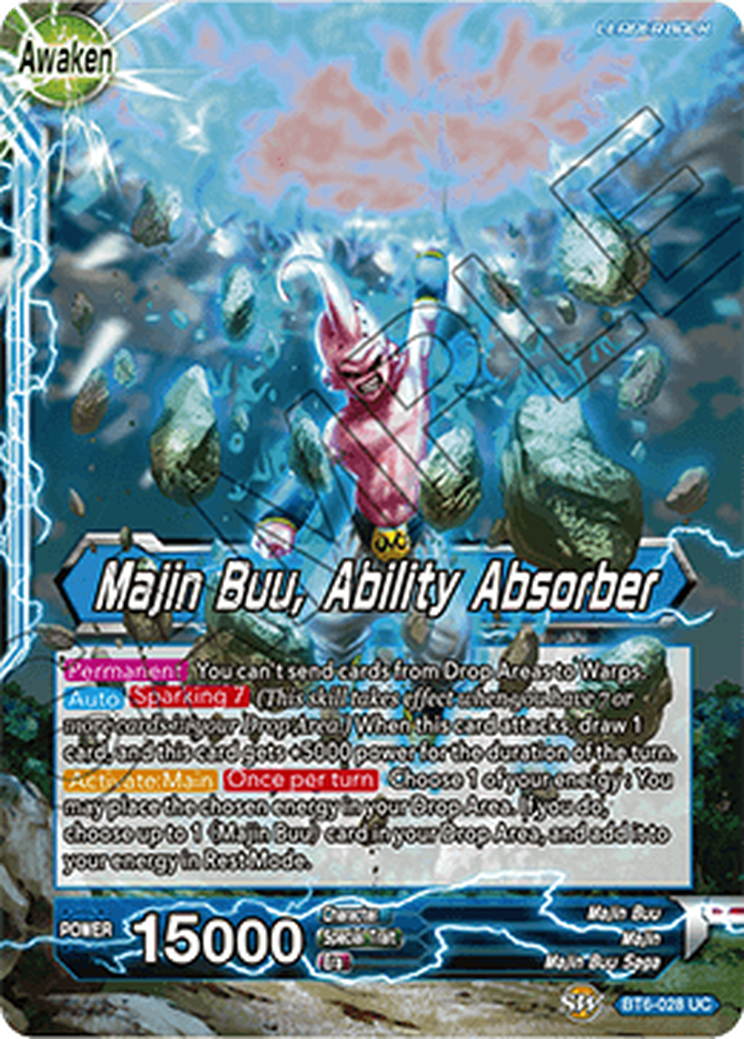 Awaken
LEADER BACK
SAMPLE
Majin Buu, Ability Absorber
Permanent You can't send cards from Drop Areas to Warps.
Auto Sparking 7 (This skill takes effect when you have 7 or
more cards in your Drop Area.) When this card attacks, draw 1
card, and this card gets +5000 power for the duration of the turn.
Activate:Main Once per turn Choose 1 of your energy : You
may place the chosen energy in your Drop Area. If you do,
choose up to 1 《Majin Buu》 card in your Drop Area, and add it to
your energy in Rest Mode.
POWER 15000
Character Majin Buu
Special Trait Majin
Era Majin Buu Saga
SW BT6-028 UC